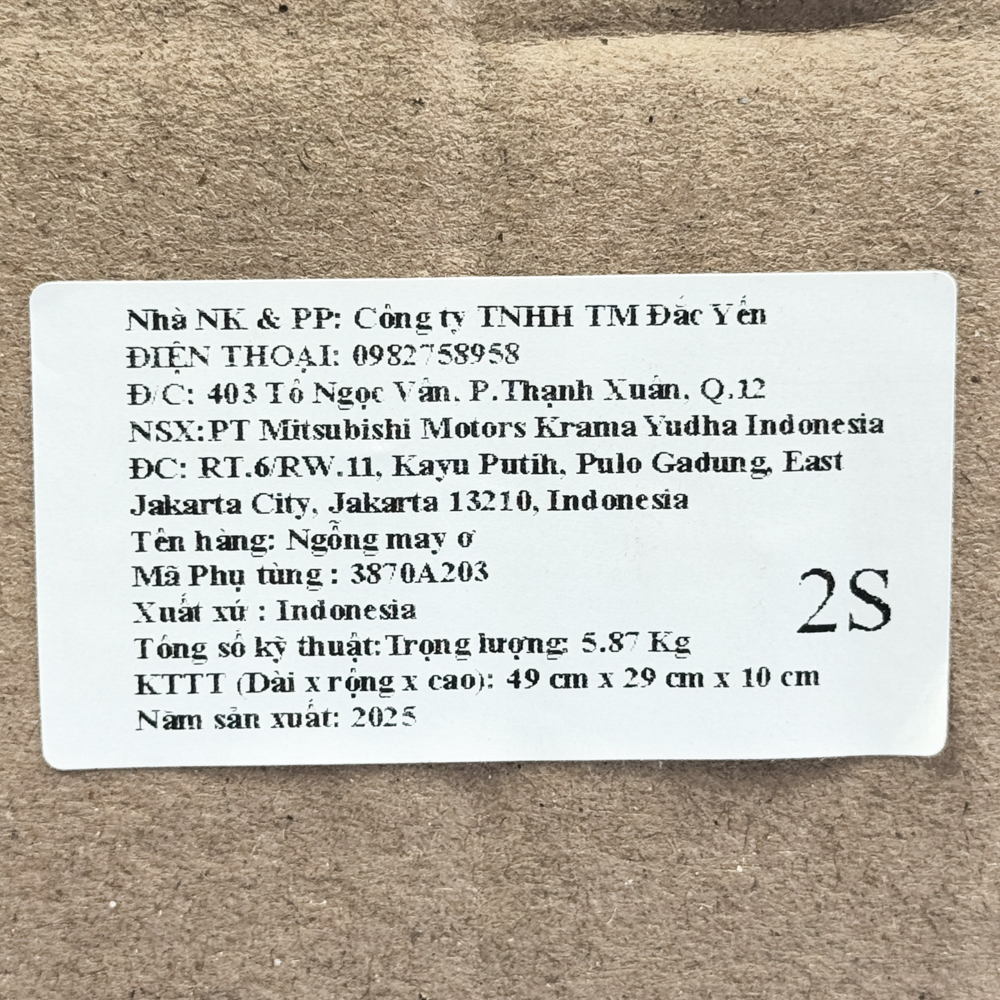 Nhà NK & PP: Công ty TNHH TM Đắc Yến
ĐIỆN THOẠI: 0982758958
Đ/C: 403 Tô Ngọc Vân, P.Thạnh Xuân, Q.12
NSX:PT Mitsubishi Motors Krama Yudha Indonesia
ĐC: RT.6/RW.11, Kayu Putih, Pulo Gadung, East
Jakarta City, Jakarta 13210, Indonesia
Tên hàng: Ngỗng may ơ
Mã Phụ tùng : 3870A203
Xuất xứ : Indonesia
2S
Tông số kỹ thuật: Trọng lượng: 5.87 Kg
KTTT (Dài x rộng x cao): 49 cm x 29 cm x 10 cm
Năm sản xuất: 2025